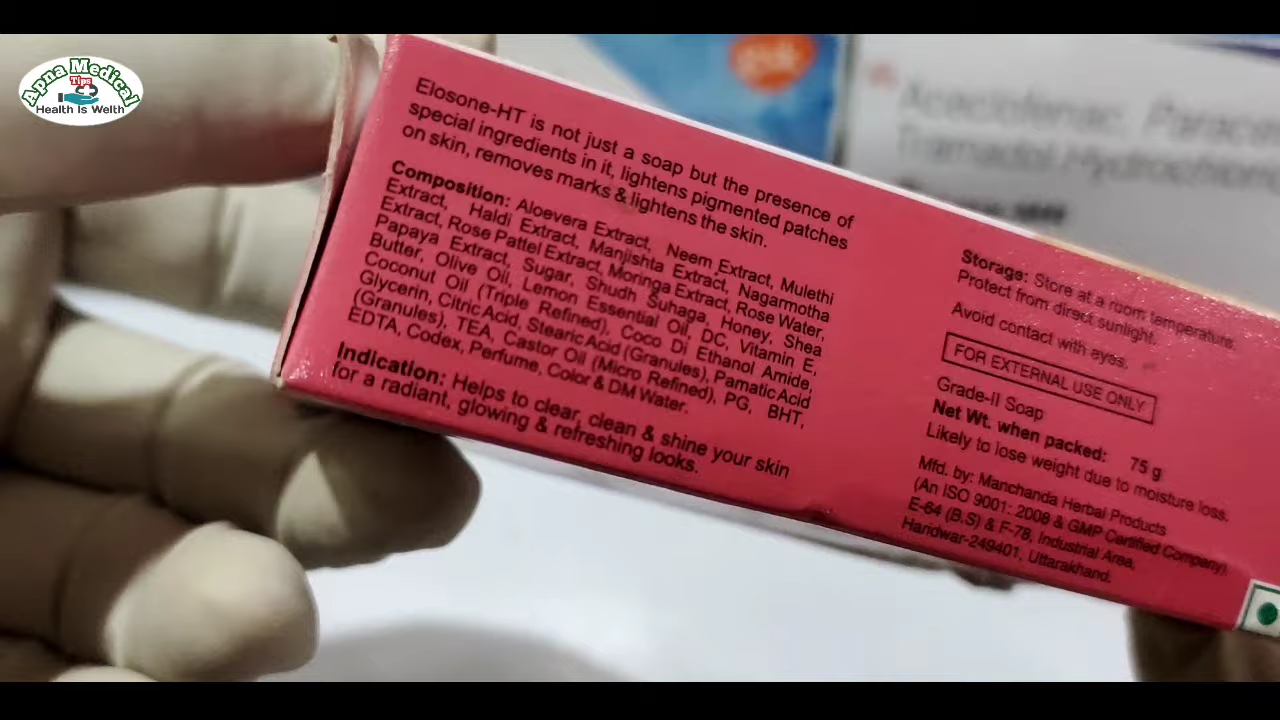 Apna Medical
Tips
Health Is Welth
Aceclofenac, Paracet
Tramadol Hydrochlor
Elosone-HT is not just a soap but the presence of
special ingredients in it, lightens pigmented patches
on skin, removes marks & lightens the skin.
Composition: Aloevera Extract, Neem Extract, Mulethi
Extract, Haldi Extract, Manjishta Extract, Nagarmotha
Extract, Rose Pattel Extract, Moringa Extract, Rose Water,
Papaya Extract, Sugar, Shudh Suhaga, Honey, Shea
Butter, Olive Oil, Lemon Essential Oil, DC, Vitamin E,
Coconut Oil (Triple Refined), Coco Di Ethanol Amide,
Glycerin, Citric Acid, Stearic Acid (Granules), Pamatic Acid
(Granules), TEA, Castor Oil (Micro Refined), PG, BHT,
EDTA, Codex, Perfume, Color & DM Water.
Indication: Helps to clear, clean & shine your skin
for a radiant, glowing & refreshing looks.
Storage: Store at a room temperature.
Protect from direct sunlight.
Avoid contact with eyes.
FOR EXTERNAL USE ONLY
Grade-II Soap
Net Wt. when packed: 75 g
Likely to lose weight due to moisture loss.
Mfd. by: Manchanda Herbal Products
(An ISO 9001: 2008 & GMP Certified Company)
E-64 (B.S) & F-78, Industrial Area,
Haridwar-249401, Uttarakhand.